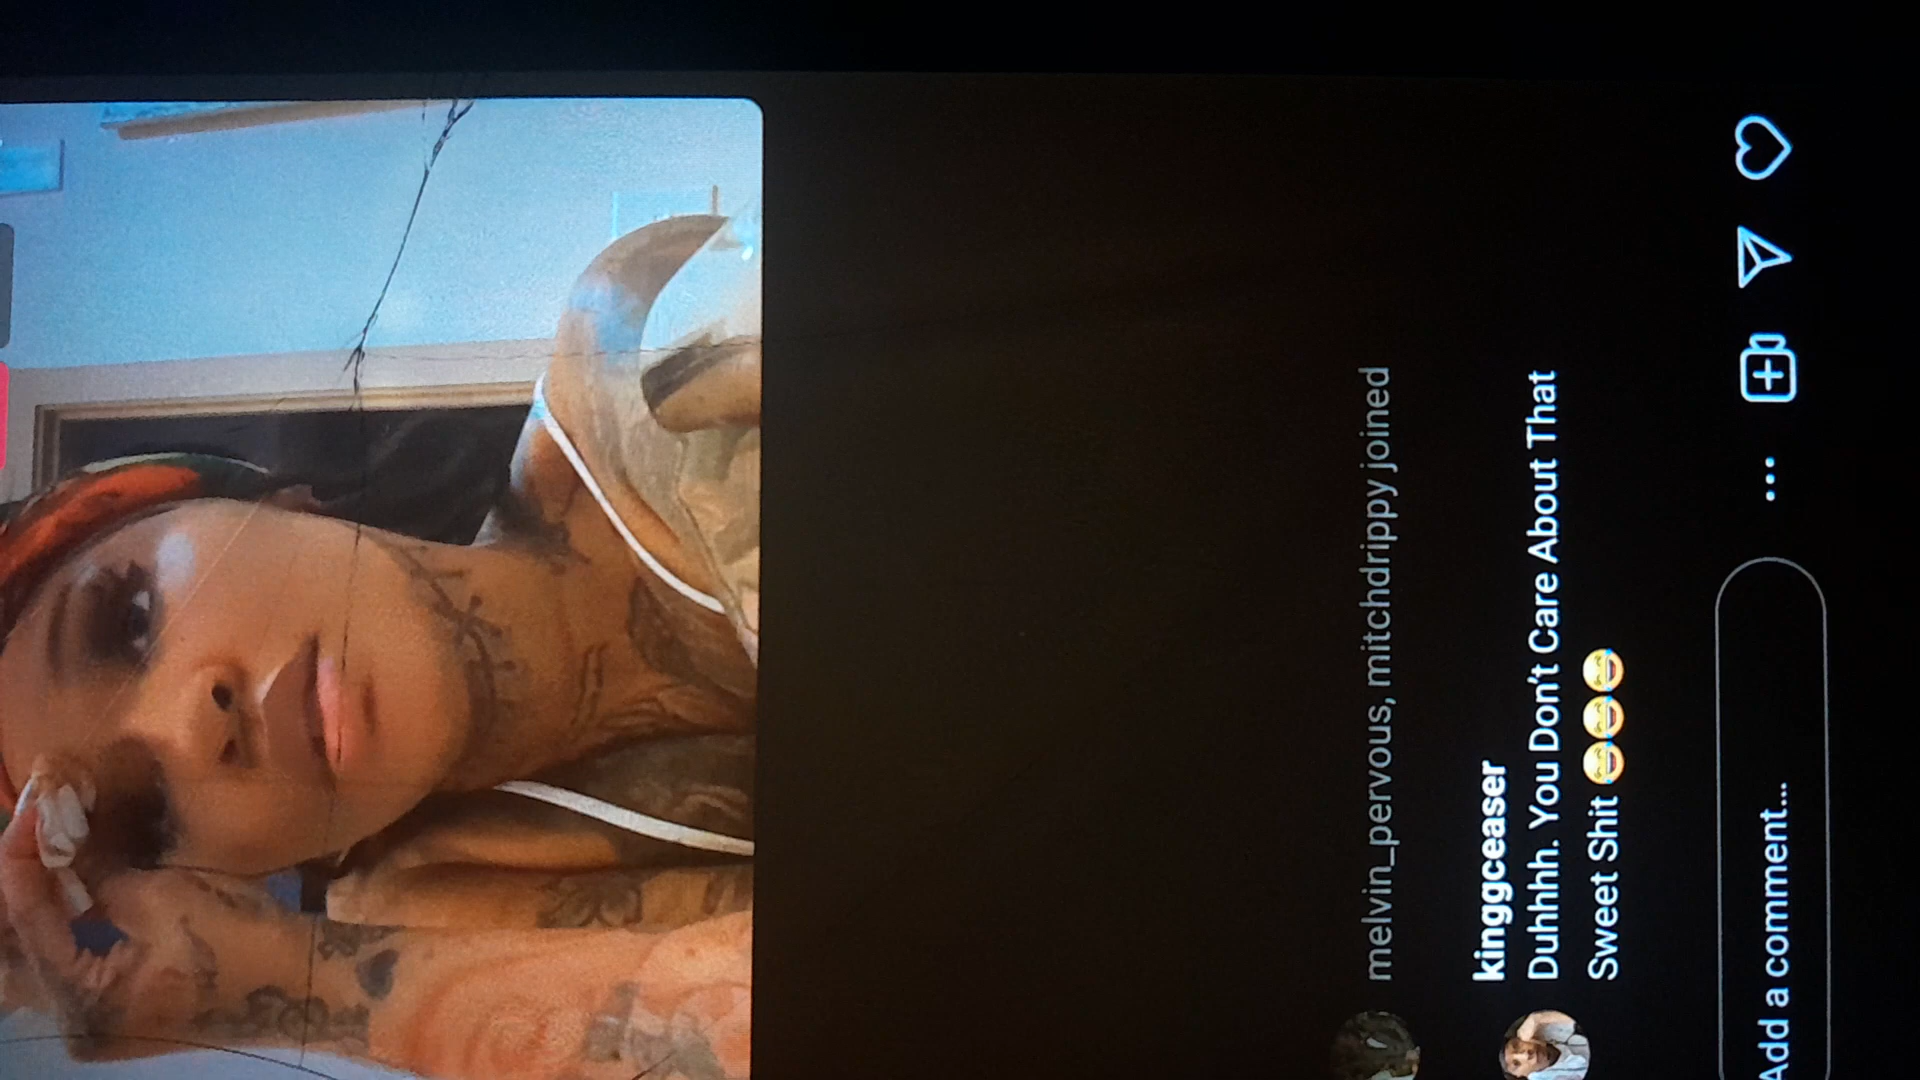 melvin_pervous, mitchdrippy joined
kinggceaser
Duhhhh. You Don't Care About That
Sweet Shit 😅😅😅
Add a comment...